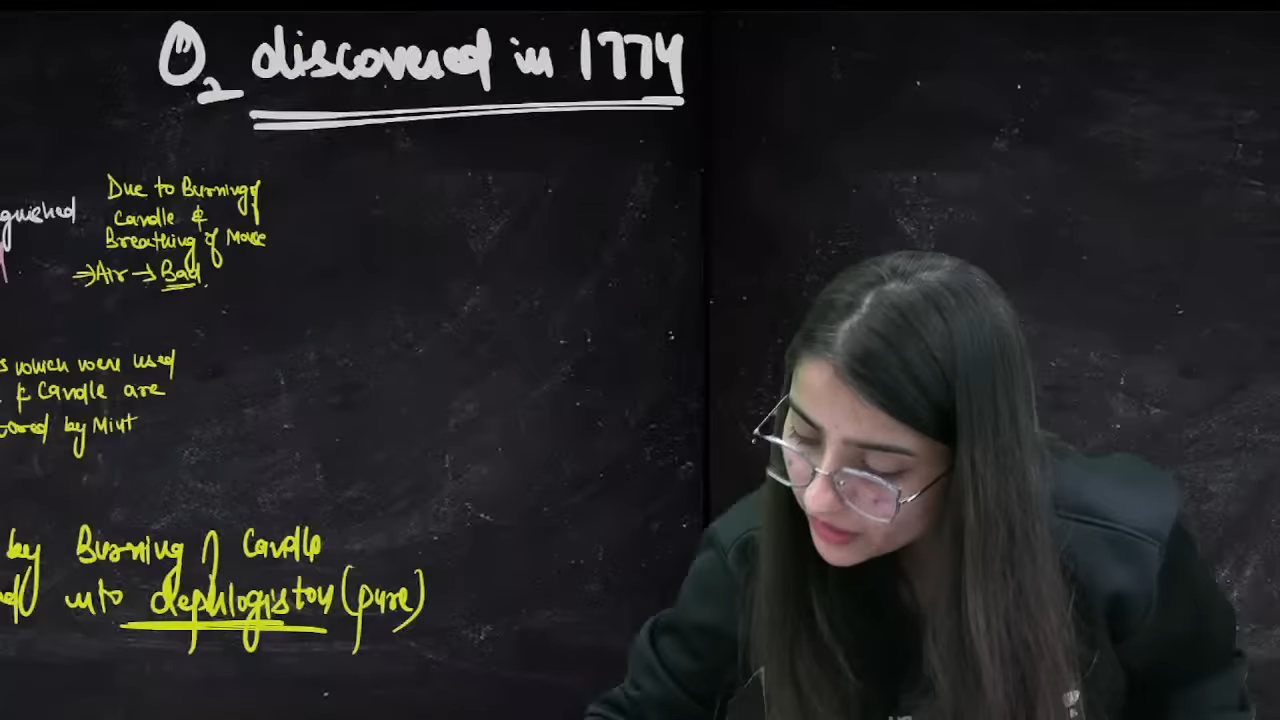 O₂ discovered in 1774
guished
Due to Burning of
Candle &
Breathing of Mouse
⇒Air → Bad.
s which were used
& Candle are
tored by Mint
by Burning of Candle
into dephlogiston (pure)